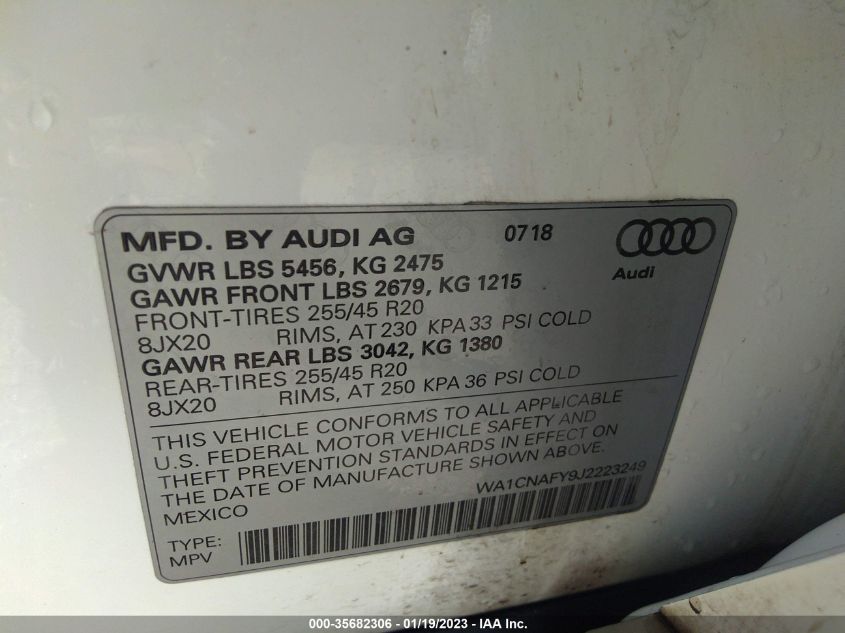 MFD. BY AUDI AG 0718
Audi
GVWR LBS 5456, KG 2475
GAWR FRONT LBS 2679, KG 1215
FRONT-TIRES 255/45 R20
8JX20 RIMS, AT 230 KPA 33 PSI COLD
GAWR REAR LBS 3042, KG 1380
REAR-TIRES 255/45 R20
8JX20 RIMS, AT 250 KPA 36 PSI COLD
THIS VEHICLE CONFORMS TO ALL APPLICABLE
U.S. FEDERAL MOTOR VEHICLE SAFETY AND
THEFT PREVENTION STANDARDS IN EFFECT ON
THE DATE OF MANUFACTURE SHOWN ABOVE.
MEXICO WA1CNAFY9J2223249
TYPE:
MPV
000-35682306 - 01/19/2023 - © IAA Inc.